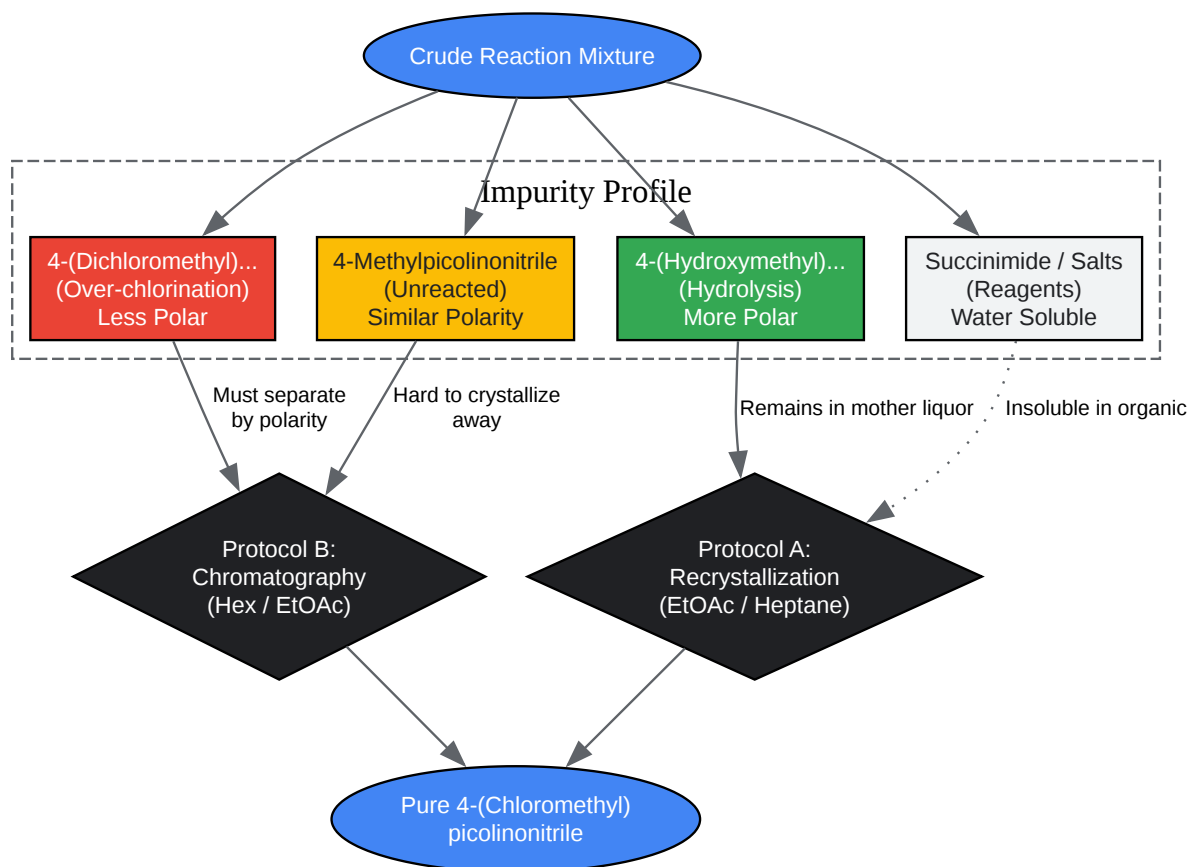 Crude Reaction Mixture
Impurity Profile
4-(Dichloromethyl)...
(Over-chlorination)
Less Polar
4-Methylpicolinonitrile
(Unreacted)
Similar Polarity
4-(Hydroxymethyl)...
(Hydrolysis)
More Polar
Succinimide / Salts
(Reagents)
Water Soluble
Must separate
by polarity
Hard to crystallize
away
Remains in mother liquor
Insoluble in organic
Protocol B:
Chromatography
(Hex / EtOAc)
Protocol A:
Recrystallization
(EtOAc / Heptane)
Pure 4-(Chloromethyl)
picolinonitrile